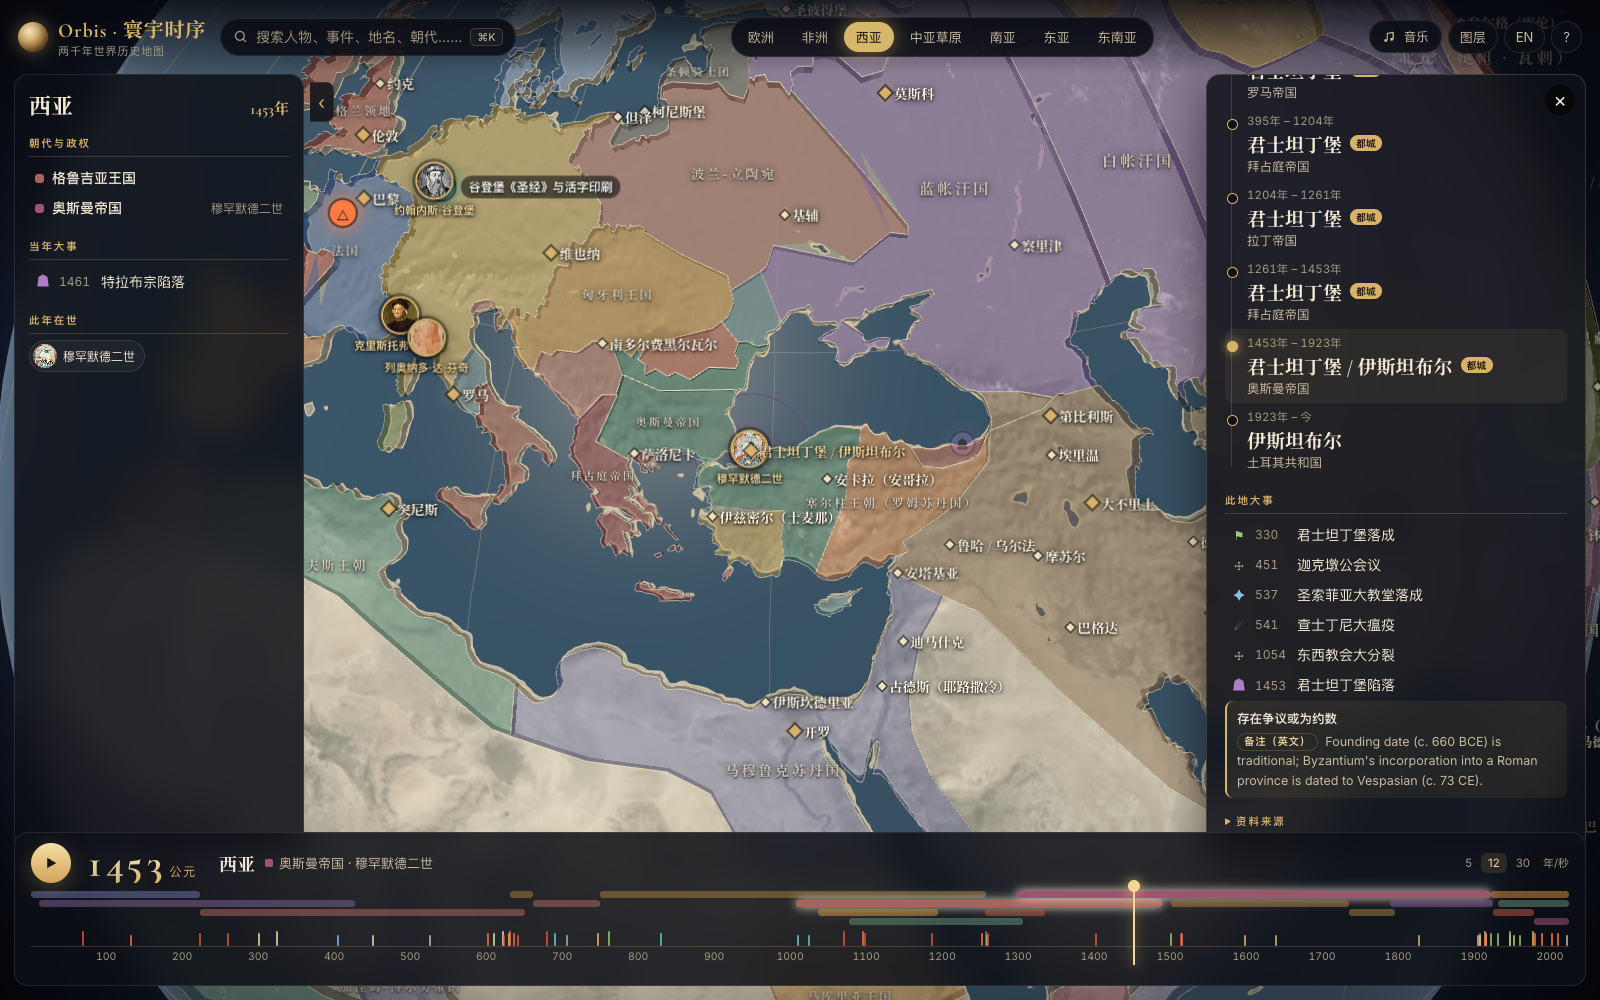 Orbis · 寰宇时序
两千年世界历史地图
搜索人物、事件、地名、朝代…… ⌘K
欧洲 非洲 西亚 中亚草原 南亚 东亚 东南亚
音乐 图层 EN ?
西亚 1453年
朝代与政权
格鲁吉亚王国
奥斯曼帝国 穆罕默德二世
当年大事
1461 特拉布宗陷落
此年在世
穆罕默德二世
圣彼得堡
条顿骑士团
约克
格兰领地
伦敦
但泽
柯尼斯堡
莫斯科
波兰-立陶宛
白帐汗国
蓝帐汗国
谷登堡《圣经》与活字印刷
约翰内斯·谷登堡
巴黎
法国
基辅
察里津
维也纳
匈牙利王国
克里斯托弗
列奥纳多·达·芬奇
南多尔费黑尔瓦尔
罗马
奥斯曼帝国
第比利斯
君士坦丁堡 / 伊斯坦布尔
穆罕默德二世
萨洛尼卡
拜占庭帝国
埃里温
安卡拉（安哥拉）
塞尔柱王朝（罗姆苏丹国）
伊兹密尔（士麦那）
大不里士
突尼斯
鲁哈 / 乌尔法
摩苏尔
大斯王朝
安塔基亚
巴格达
迪马什克
古德斯（耶路撒冷）
伊斯坎德里亚
开罗
马穆鲁克苏丹国
君士坦丁堡 都城
罗马帝国
395年 – 1204年
君士坦丁堡 都城
拜占庭帝国
1204年 – 1261年
君士坦丁堡 都城
拉丁帝国
1261年 – 1453年
君士坦丁堡 都城
拜占庭帝国
1453年 – 1923年
君士坦丁堡 / 伊斯坦布尔 都城
奥斯曼帝国
1923年 – 今
伊斯坦布尔
土耳其共和国
此地大事
330 君士坦丁堡落成
451 迦克墩公会议
537 圣索菲亚大教堂落成
541 查士丁尼大瘟疫
1054 东西教会大分裂
1453 君士坦丁堡陷落
存在争议或为约数
备注（英文） Founding date (c. 660 BCE) is
traditional; Byzantium's incorporation into a Roman
province is dated to Vespasian (c. 73 CE).
资料来源
1453 公元 西亚 奥斯曼帝国 · 穆罕默德二世
5 12 30 年/秒
100 200 300 400 500 600 700 800 900 1000 1100 1200 1300 1400 1500 1600 1700 1800 1900 2000